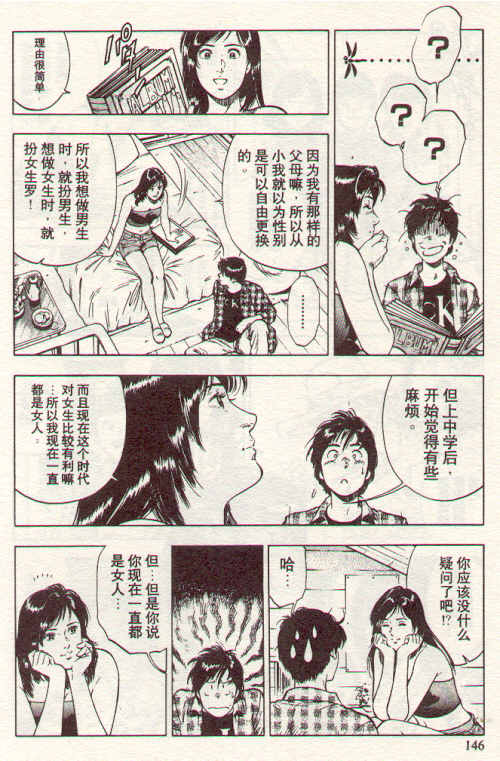 ………
?
?
?
CK
ALBUM
理由很简单
ALBUM
因为我有那样的
父母嘛，所以从
小我就以为性别
是可以自由更换
的。
………
所以我想做男生
时，就扮男生，
想做女生时，就
扮女生罗！
但上中学后，
开始觉得有些
麻烦。
而且现在这个时代
对女生比较有利嘛
…所以我现在一直
都是女人。
你应该没什么
疑问了吧!?
哈…
但…但是你说
你现在一直都
是女人…
146